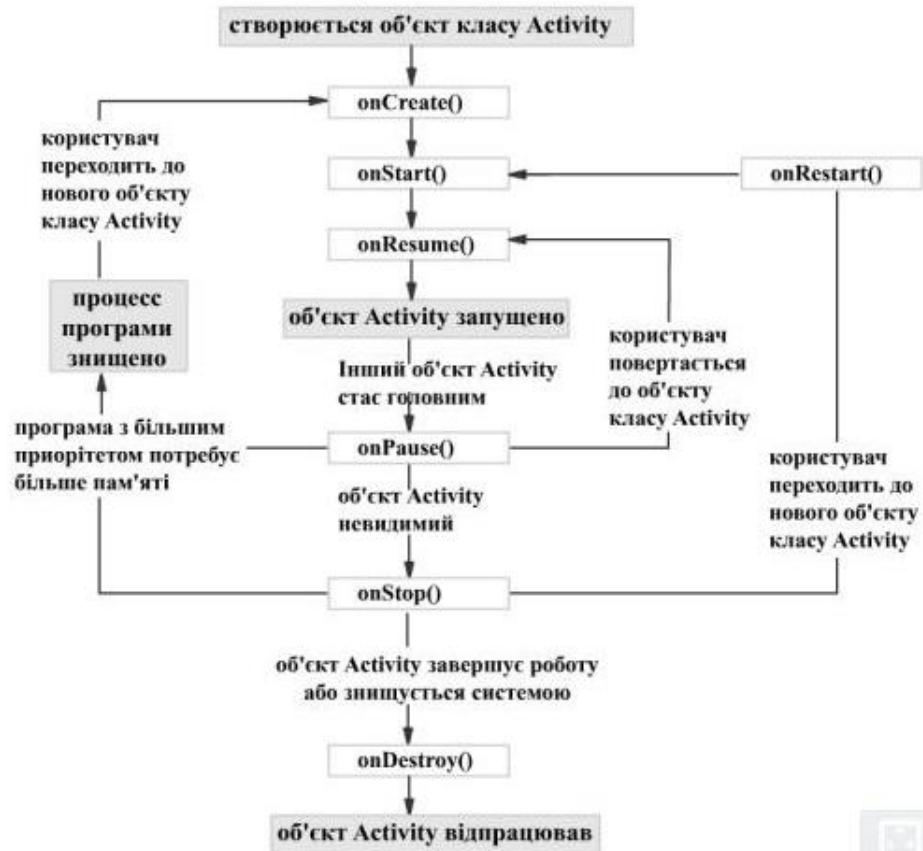 створюється об'єкт класу Activity
onCreate()
користувач
переходить до
нового об'єкту
класу Activity
onStart()
onRestart()
onResume()
процесс
програми
знищено
об'єкт Activity запущено
користувач
повертається
до об'єкту
класу Activity
Інший об'єкт Activity
стає головним
програма з більшим
приорітетом потребує
більше пам'яті
onPause()
об'єкт Activity
невидимий
користувач
переходить до
нового об'єкту
класу Activity
onStop()
об'єкт Activity завершує роботу
або знищується системою
onDestroy()
об'єкт Activity відпрацював